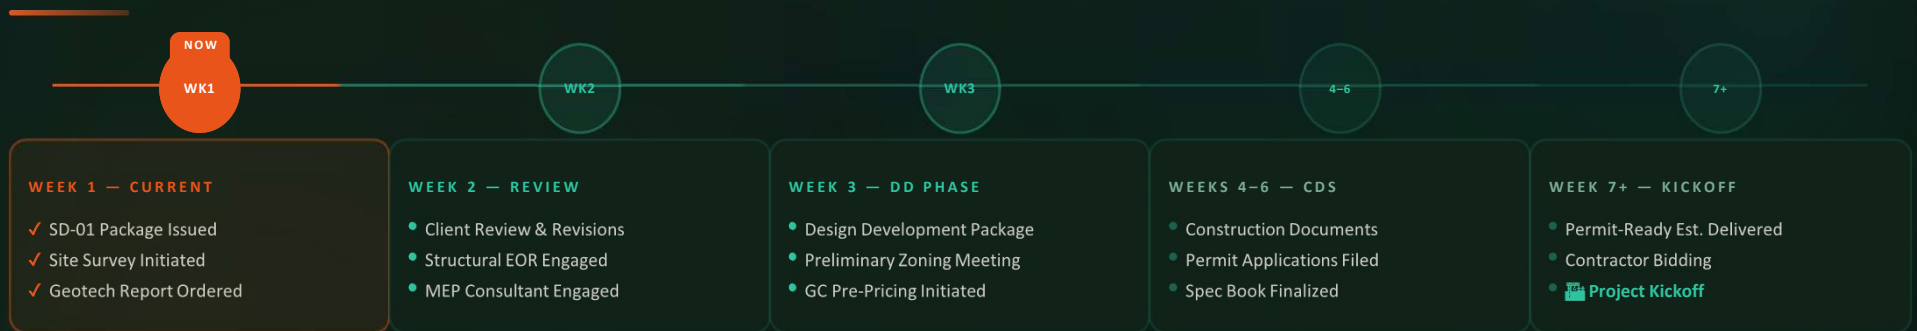 NOW
WK1
WK2
WK3
4–6
7+
WEEK 1 — CURRENT
✓ SD-01 Package Issued
✓ Site Survey Initiated
✓ Geotech Report Ordered
WEEK 2 — REVIEW
• Client Review & Revisions
• Structural EOR Engaged
• MEP Consultant Engaged
WEEK 3 — DD PHASE
• Design Development Package
• Preliminary Zoning Meeting
• GC Pre-Pricing Initiated
WEEKS 4–6 — CDS
• Construction Documents
• Permit Applications Filed
• Spec Book Finalized
WEEK 7+ — KICKOFF
• Permit-Ready Est. Delivered
• Contractor Bidding
• Project Kickoff